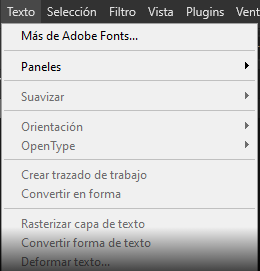 Texto Selección Filtro Vista Plugins Vent
Más de Adobe Fonts...
Paneles
Suavizar
Orientación
OpenType
Crear trazado de trabajo
Convertir en forma
Rasterizar capa de texto
Convertir forma de texto
Deformar texto...